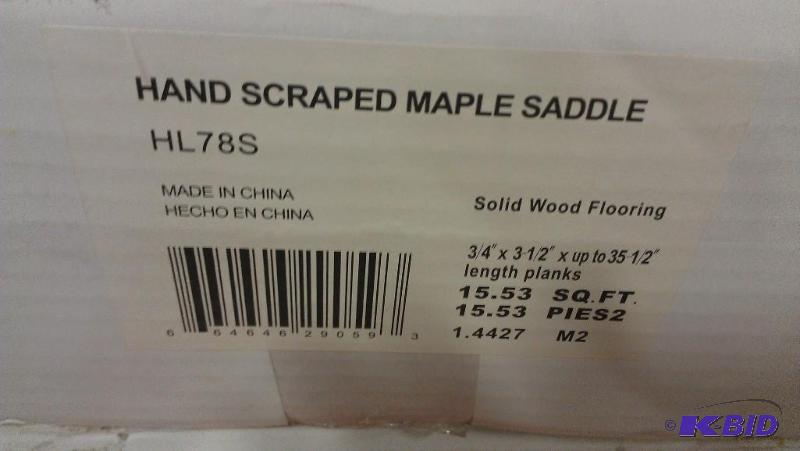 HAND SCRAPED MAPLE SADDLE
HL78S
MADE IN CHINA
HECHO EN CHINA
Solid Wood Flooring
3/4" x 3-1/2" x up to 35-1/2"
length planks
15.53 SQ.FT.
15.53 PIES2
1.4427 M2
6 64646 29059 3
© K-BID